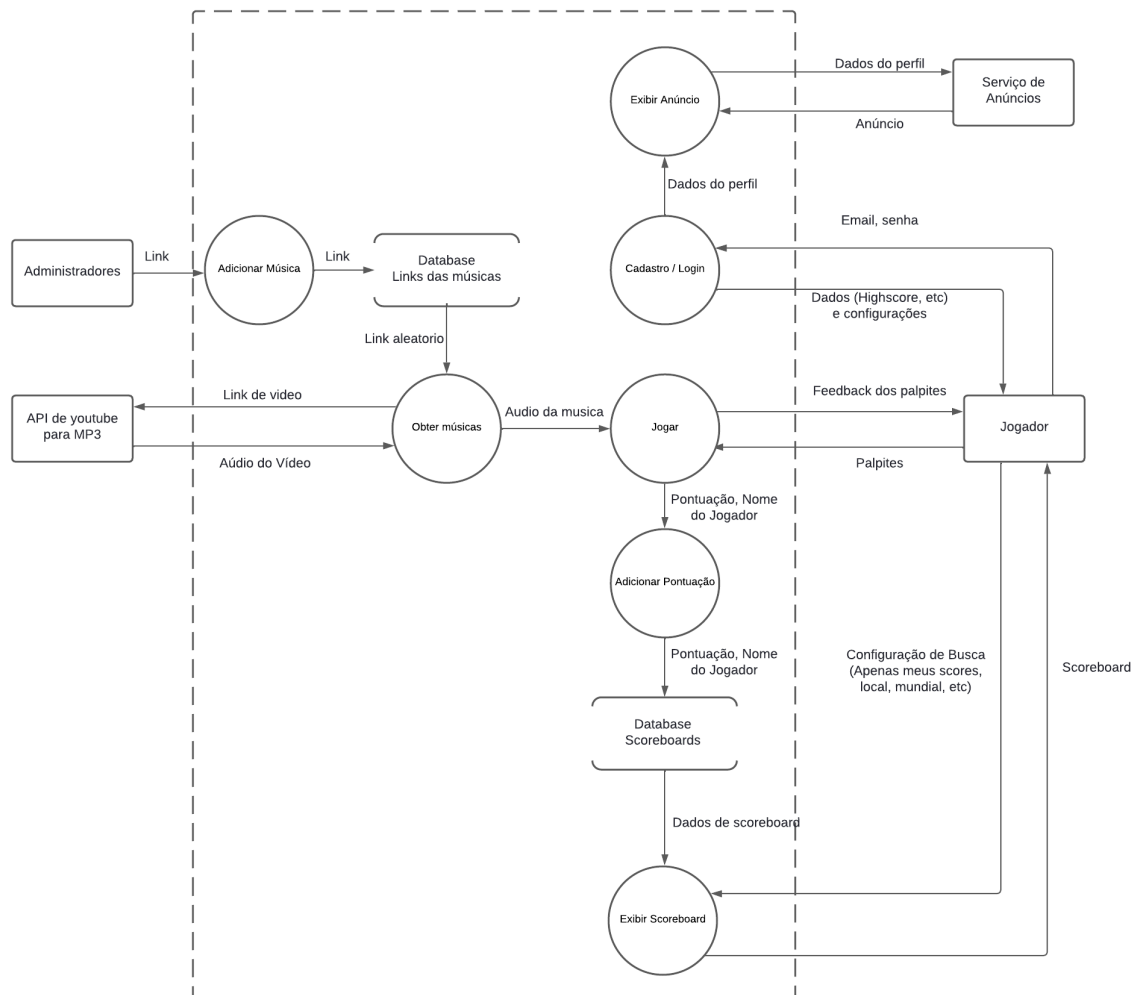 Dados do perfil
Exibir Anúncio
Serviço de
Anúncios
Anúncio
Dados do perfil
Email, senha
Administradores
Link
Adicionar Música
Link
Database
Links das músicas
Cadastro / Login
Dados (Highscore, etc)
e configurações
Link aleatorio
API de youtube
para MP3
Link de video
Aúdio do Vídeo
Obter músicas
Audio da musica
Jogar
Feedback dos palpites
Palpites
Jogador
Pontuação, Nome
do Jogador
Adicionar Pontuação
Pontuação, Nome
do Jogador
Configuração de Busca
(Apenas meus scores,
local, mundial, etc)
Scoreboard
Database
Scoreboards
Dados de scoreboard
Exibir Scoreboard